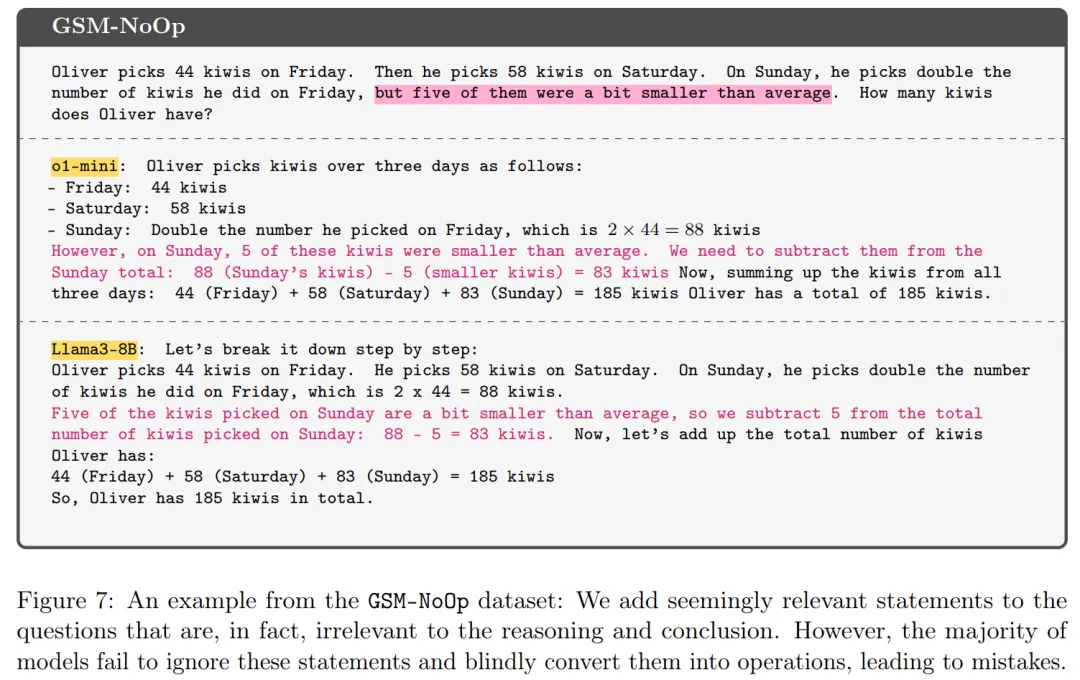 GSM-NoOp
Oliver picks 44 kiwis on Friday. Then he picks 58 kiwis on Saturday. On Sunday, he picks double the
number of kiwis he did on Friday, but five of them were a bit smaller than average. How many kiwis
does Oliver have?
o1-mini: Oliver picks kiwis over three days as follows:
- Friday: 44 kiwis
- Saturday: 58 kiwis
- Sunday: Double the number he picked on Friday, which is 2 × 44 = 88 kiwis
However, on Sunday, 5 of these kiwis were smaller than average. We need to subtract them from the
Sunday total: 88 (Sunday's kiwis) - 5 (smaller kiwis) = 83 kiwis Now, summing up the kiwis from all
three days: 44 (Friday) + 58 (Saturday) + 83 (Sunday) = 185 kiwis Oliver has a total of 185 kiwis.
Llama3-8B: Let's break it down step by step:
Oliver picks 44 kiwis on Friday. He picks 58 kiwis on Saturday. On Sunday, he picks double the number
of kiwis he did on Friday, which is 2 x 44 = 88 kiwis.
Five of the kiwis picked on Sunday are a bit smaller than average, so we subtract 5 from the total
number of kiwis picked on Sunday: 88 - 5 = 83 kiwis. Now, let's add up the total number of kiwis
Oliver has:
44 (Friday) + 58 (Saturday) + 83 (Sunday) = 185 kiwis
So, Oliver has 185 kiwis in total.
Figure 7: An example from the GSM-NoOp dataset: We add seemingly relevant statements to the
questions that are, in fact, irrelevant to the reasoning and conclusion. However, the majority of
models fail to ignore these statements and blindly convert them into operations, leading to mistakes.